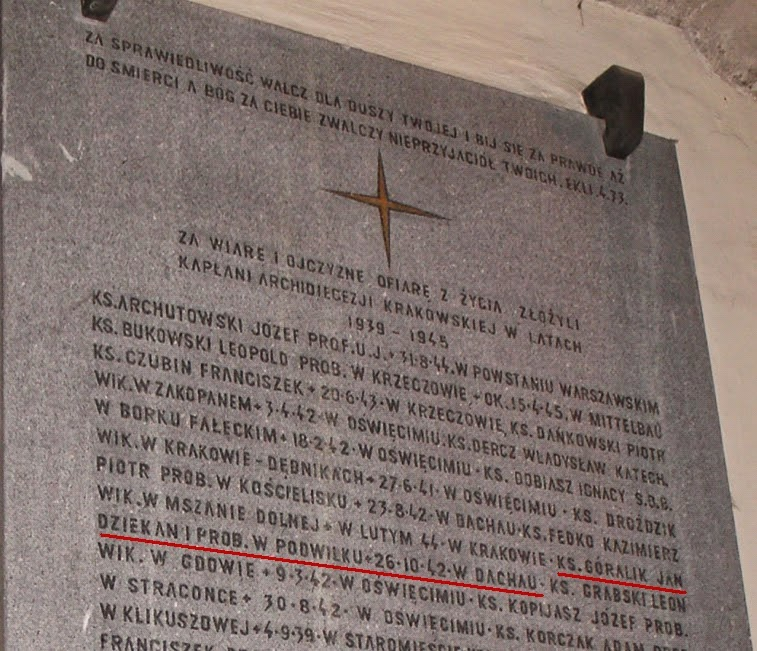 ZA SPRAWIEDLIWOŚĆ WALCZ DLA DUSZY TWOJEJ I BIJ SIĘ ZA PRAWDĘ AŻ
DO ŚMIERCI A BÓG ZA CIEBIE ZWALCZY NIEPRZYJACIÓŁ TWOICH. EKLI.4.33.
ZA WIARĘ I OJCZYZNĘ OFIARĘ Z ŻYCIA ZŁOŻYLI
KAPŁANI ARCHIDIECEZJI KRAKOWSKIEJ W LATACH
1939 - 1945
KS.ARCHUTOWSKI JÓZEF PROF.U.J.+31·8·44.W POWSTANIU WARSZAWSKIM
KS. BUKOWSKI LEOPOLD PROB. W KRZECZOWIE,+OK.15·4·45. W MITTELBAU
KS. CZUBIN FRANCISZEK+20·6·43·W KRZECZOWIE, KS. DAŃKOWSKI PIOTR
WIK.W ZAKOPANEM+3·4·42·W OŚWIĘCIMIU.KS.DERCZ WŁADYSŁAW KATECH.
W BORKU FAŁĘCKIM+18·2·42·W OŚWIĘCIMIU·KS. DOBIASZ IGNACY S.D.B.
WIK.W KRAKOWIE-DĘBNIKACH+27·6·41·W OŚWIĘCIMIU·KS. DROŹDZIK
PIOTR PROB. W KOŚCIELISKU+23·8·42·W DACHAU·KS.FEDKO KAZIMIERZ
WIK.W MSZANIE DOLNEJ+W LUTYM 44·W KRAKOWIE·KS.GÓRALIK JAN
DZIEKAN I PROB.W PODWILKU+26·10·42·W DACHAU·KS. GRABSKI LEON
WIK. W GDOWIE+9·3·42·W OŚWIĘCIMIU·KS. KOPIJASZ JÓZEF PROB.
W STRACONCE+30·8·42·W OŚWIĘCIMIU·KS. KORCZAK ADAM
W KLIKUSZOWEJ+4·9·39·W
FRANCISZEK